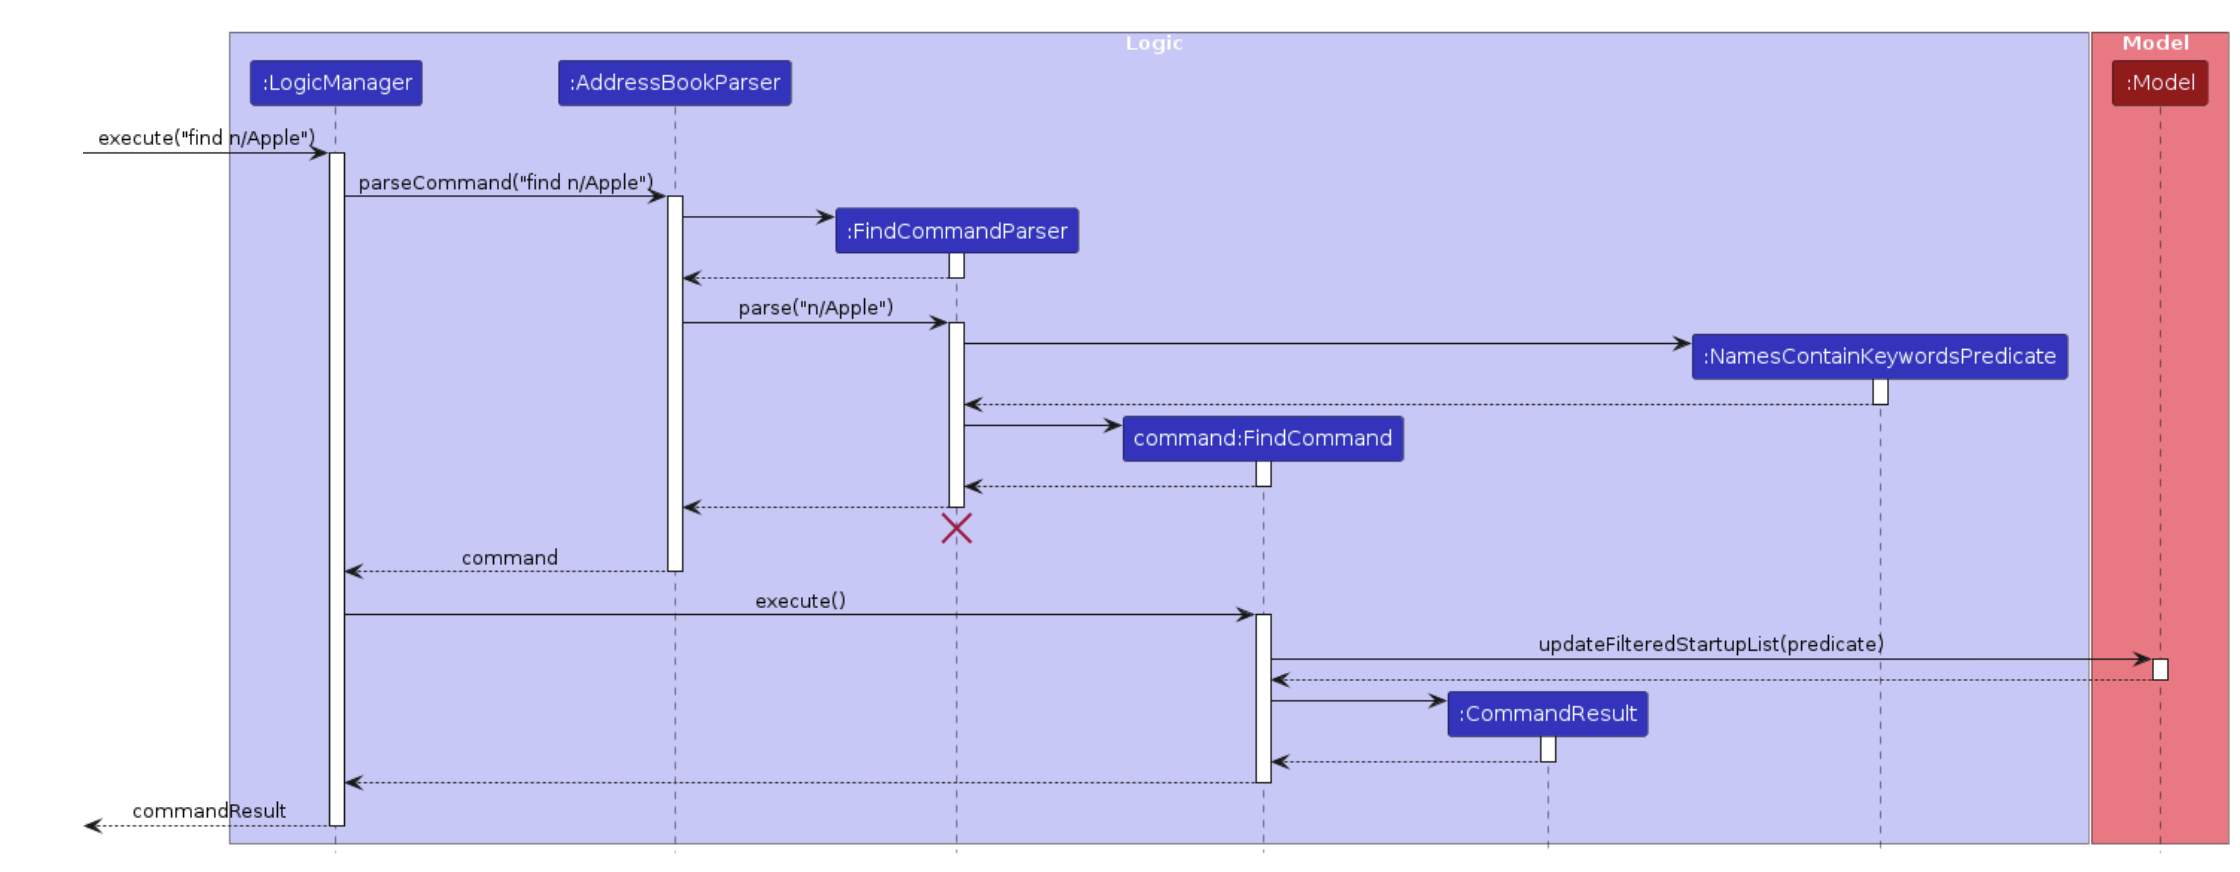 Logic
Model
:LogicManager
:AddressBookParser
:Model
execute("find n/Apple")
parseCommand("find n/Apple")
:FindCommandParser
parse("n/Apple")
:NamesContainKeywordsPredicate
command:FindCommand
command
execute()
updateFilteredStartupList(predicate)
:CommandResult
commandResult